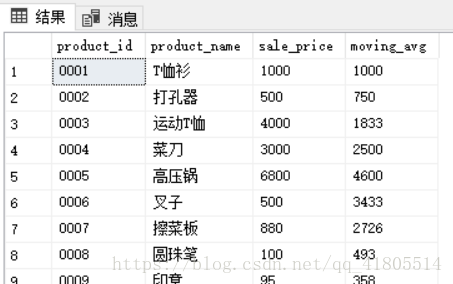 结果 消息
product_id product_name sale_price moving_avg
1 0001 T恤衫 1000 1000
2 0002 打孔器 500 750
3 0003 运动T恤 4000 1833
4 0004 菜刀 3000 2500
5 0005 高压锅 6800 4600
6 0006 叉子 500 3433
7 0007 擦菜板 880 2726
8 0008 圆珠笔 100 493
9 0009 印章 95 358
https://blog.csdn.net/qq_41805514